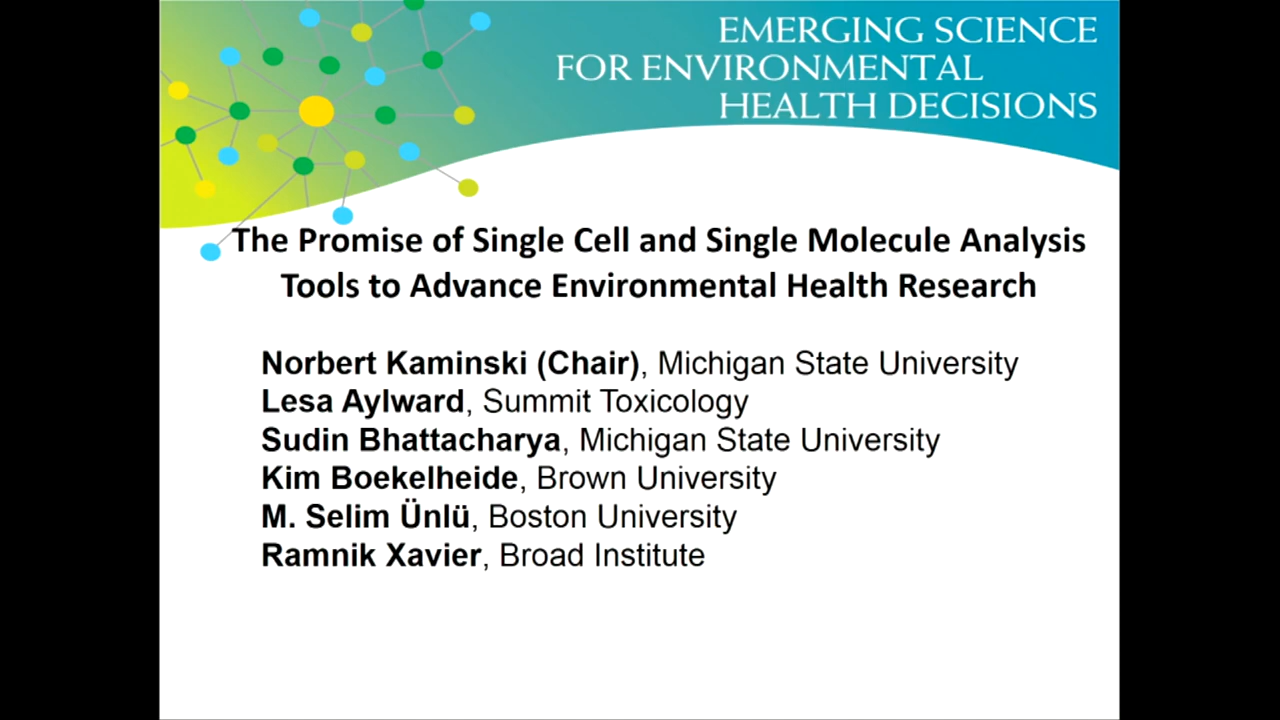 EMERGING SCIENCE
FOR ENVIRONMENTAL
HEALTH DECISIONS
The Promise of Single Cell and Single Molecule Analysis
Tools to Advance Environmental Health Research
Norbert Kaminski (Chair), Michigan State University
Lesa Aylward, Summit Toxicology
Sudin Bhattacharya, Michigan State University
Kim Boekelheide, Brown University
M. Selim Ünlü, Boston University
Ramnik Xavier, Broad Institute